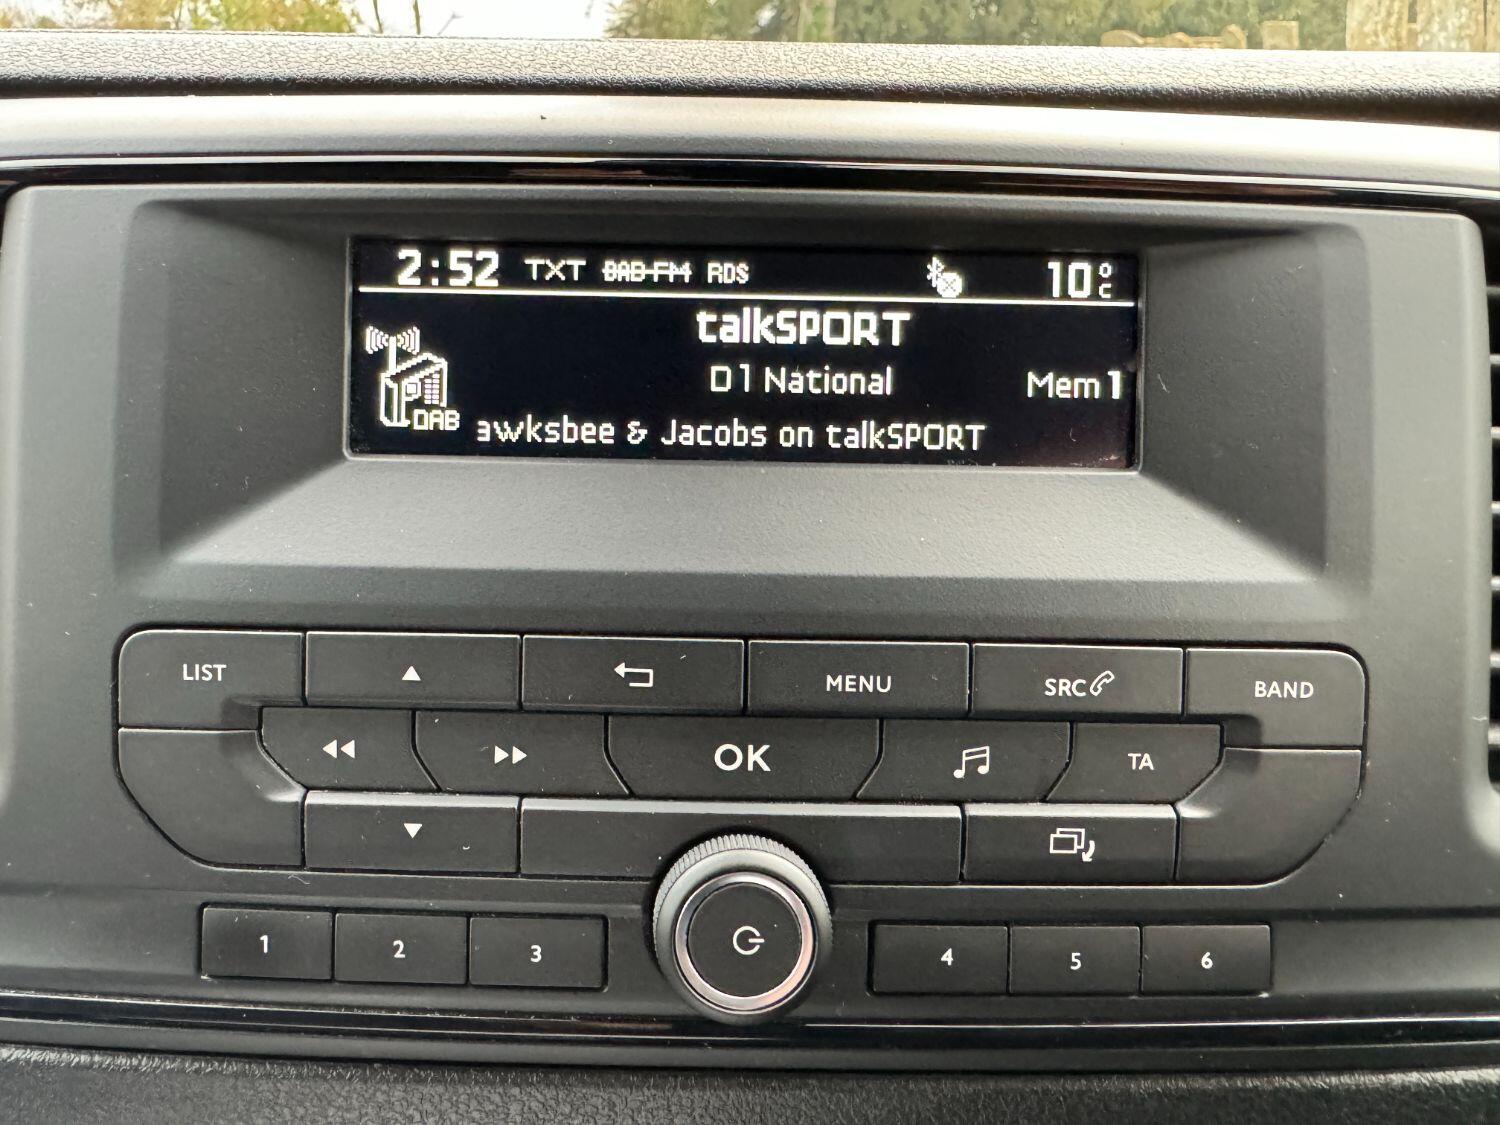 2:52 TXT DAB-FM RDS 10°C
talkSPORT
D1 National
Mem 1
DAB
awksbee & Jacobs on talkSPORT
LIST
MENU
SRC
BAND
OK
TA
1 2 3 4 5 6